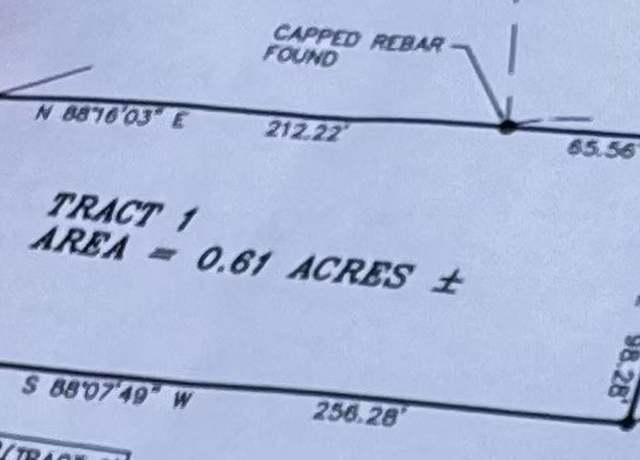 CAPPED REBAR
FOUND
N 88°16'03" E
212.22'
65.56'
TRACT 1
AREA = 0.61 ACRES ±
98.28'
S 88°07'49" W
256.28'